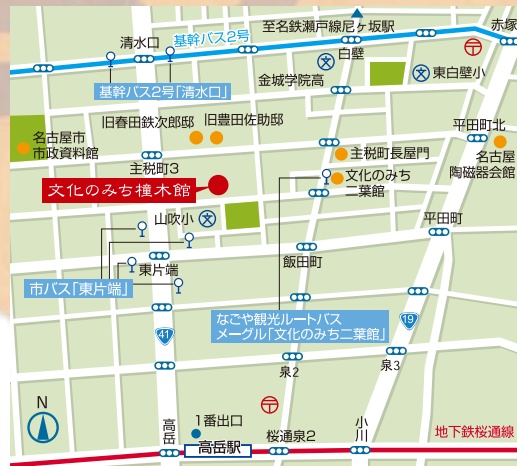 至名鉄瀬戸線尼ヶ坂駅
赤塚
清水口
基幹バス2号
白壁
金城学院高
東白壁小
基幹バス2号「清水口」
旧春田鉄次郎邸
旧豊田佐助邸
平田町北
名古屋市
市政資料館
主税町3
主税町長屋門
名古屋
陶磁器会館
文化のみち橦木館
文化のみち
二葉館
山吹小
平田町
東片端
飯田町
市バス「東片端」
なごや観光ルートバス
メーグル「文化のみち二葉館」
41
19
泉2
泉3
N
1番出口
高岳
高岳駅
桜通泉2
小川
地下鉄桜通線